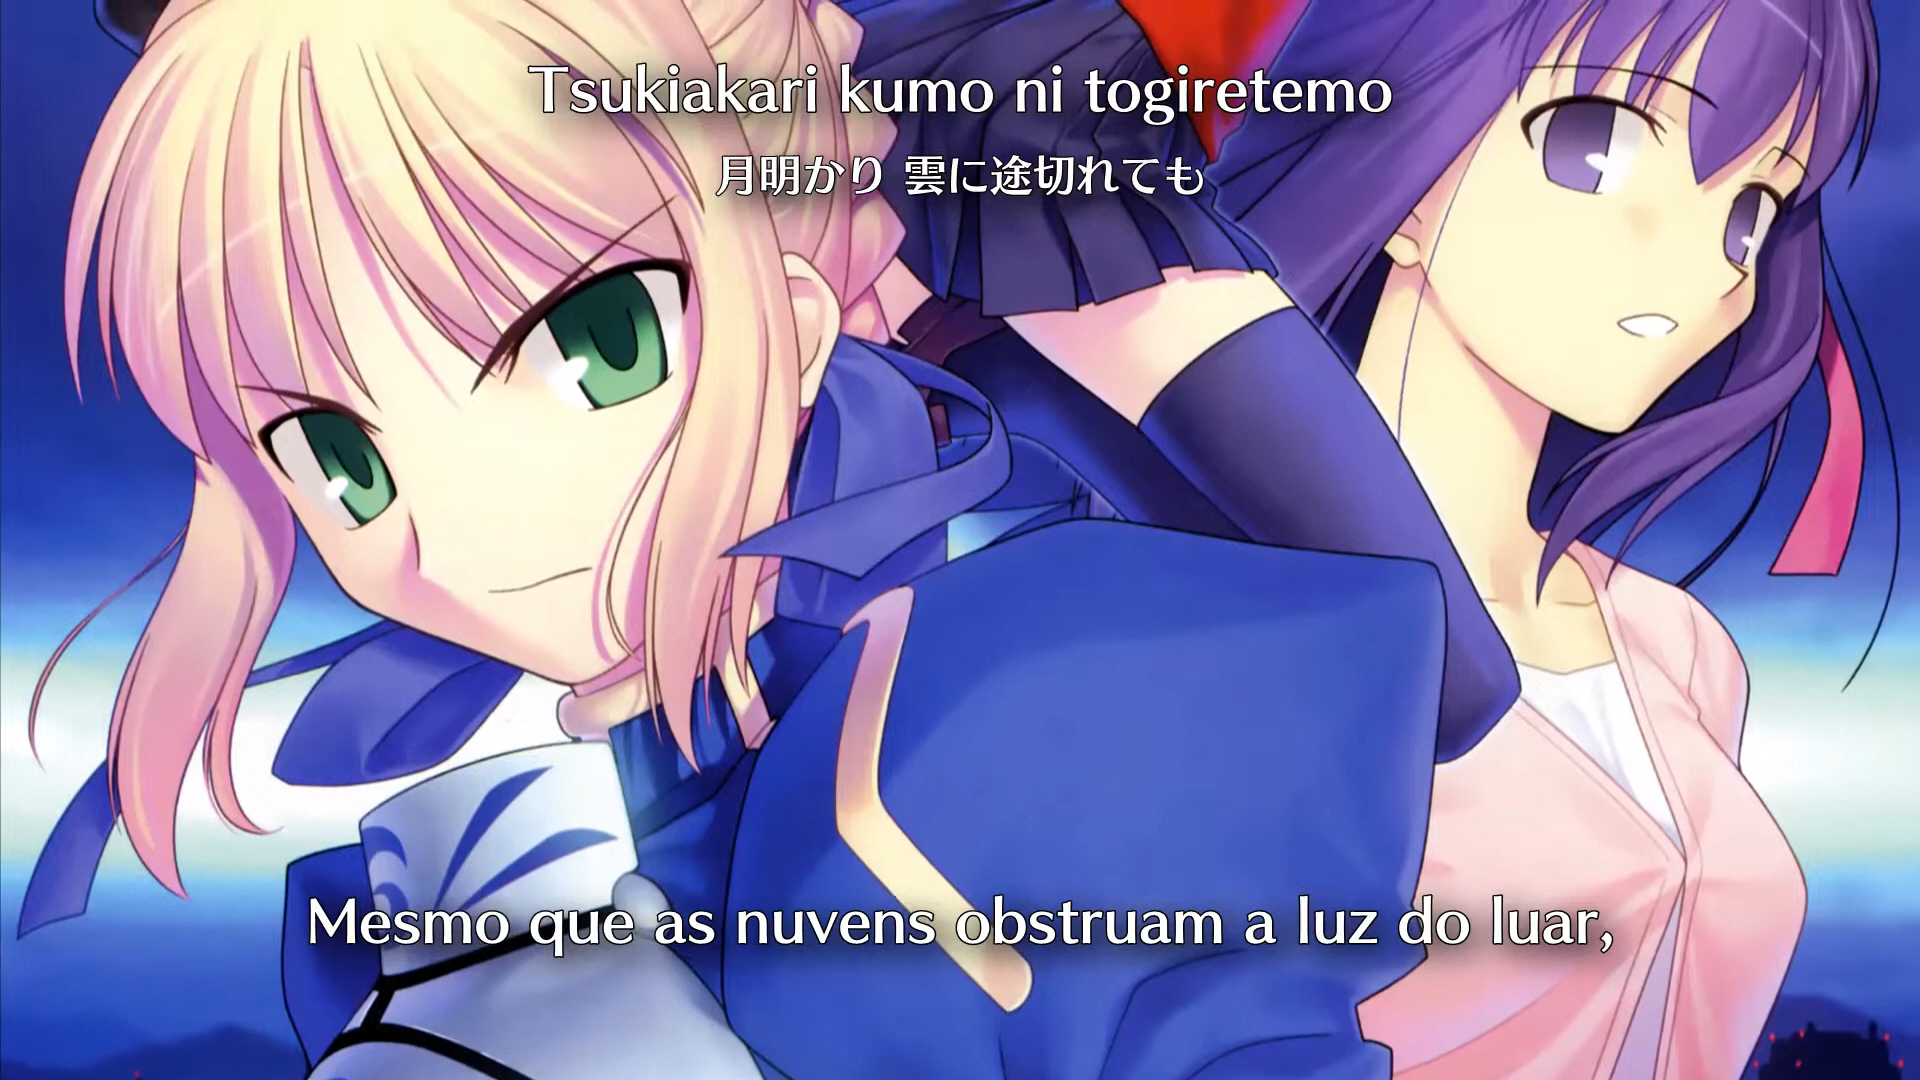 Tsukiakari kumo ni togiretemo
月明かり 雲に途切れても
Mesmo que as nuvens obstruam a luz do luar,